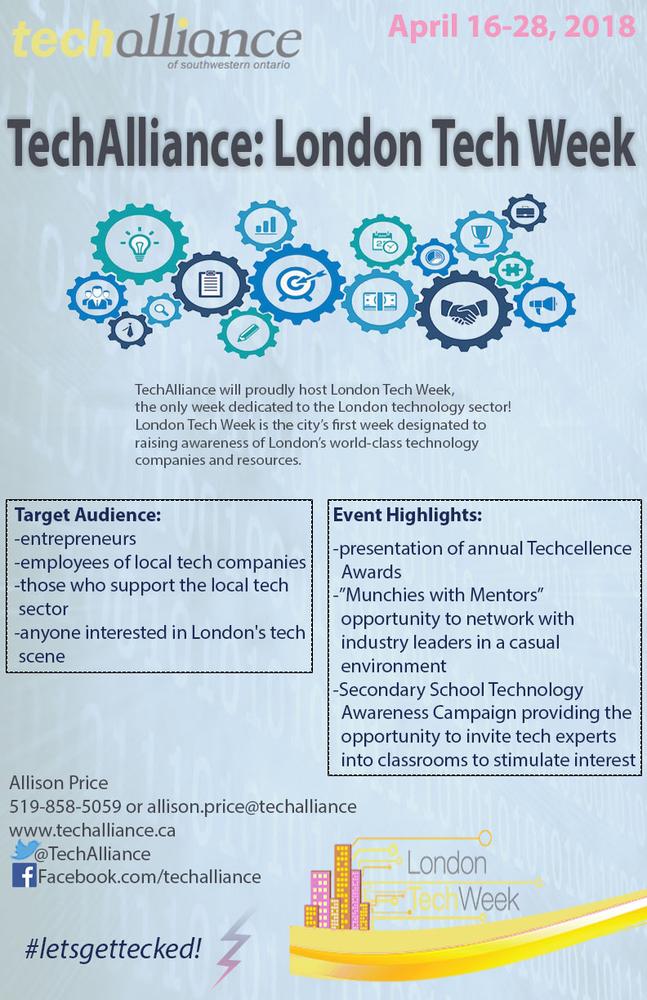 techalliance
of southwestern ontario
April 16-28, 2018
TechAlliance: London Tech Week
TechAlliance will proudly host London Tech Week,
the only week dedicated to the London technology sector!
London Tech Week is the city’s first week designated to
raising awareness of London’s world-class technology
companies and resources.
Target Audience:
-entrepreneurs
-employees of local tech companies
-those who support the local tech
sector
-anyone interested in London's tech
scene
Event Highlights:
-presentation of annual Techcellence
Awards
-”Munchies with Mentors”
opportunity to network with
industry leaders in a casual
environment
-Secondary School Technology
Awareness Campaign providing the
opportunity to invite tech experts
into classrooms to stimulate interest
Allison Price
519-858-5059 or allison.price@techalliance
www.techalliance.ca
@TechAlliance
Facebook.com/techalliance
London
TechWeek
#letsgettecked!